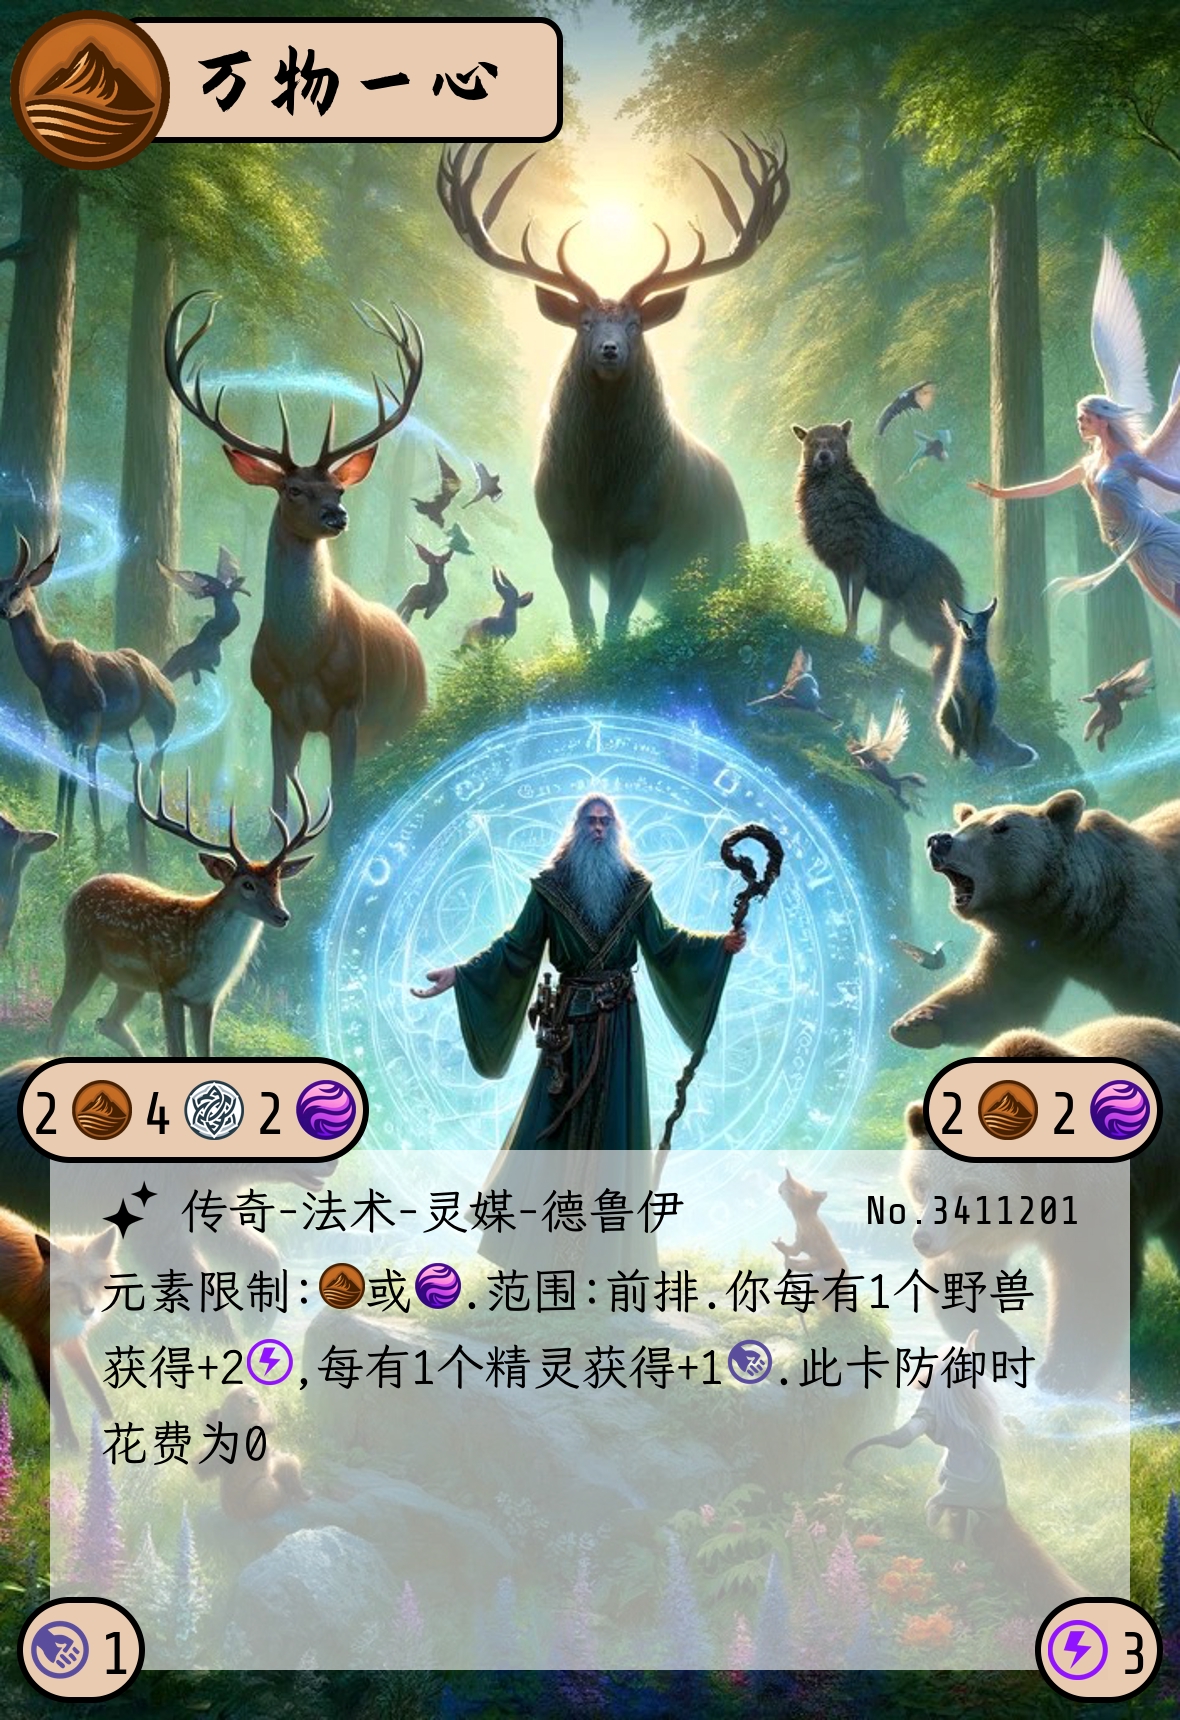 万物一心
2 4 2
2 2
传奇-法术-灵媒-德鲁伊
No.3411201
元素限制:或.范围:前排.你每有1个野兽
获得+2,每有1个精灵获得+1.此卡防御时
花费为0
1
3